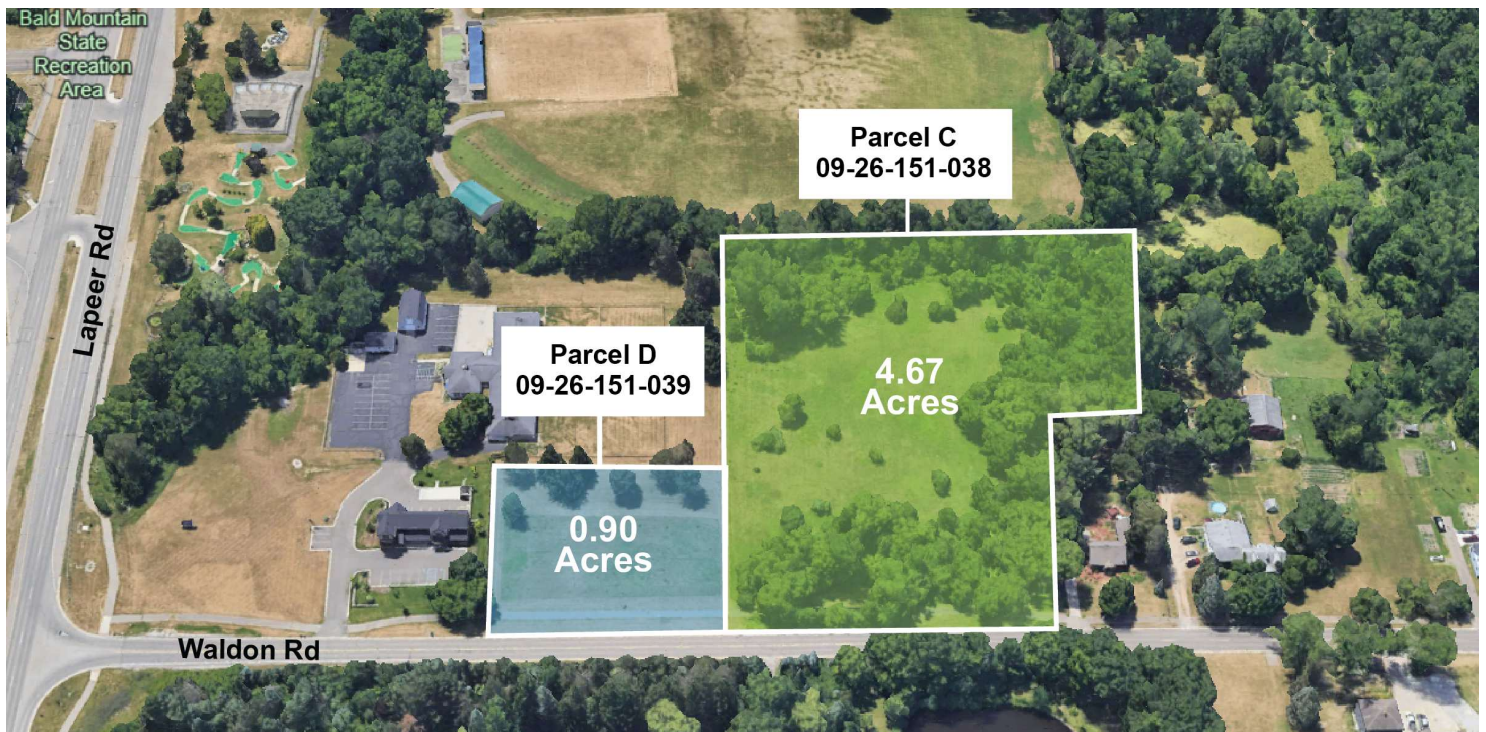 Bald Mountain
State
Recreation
Area
Lapeer Rd
Parcel C
09-26-151-038
Parcel D
09-26-151-039
4.67
Acres
0.90
Acres
Waldon Rd